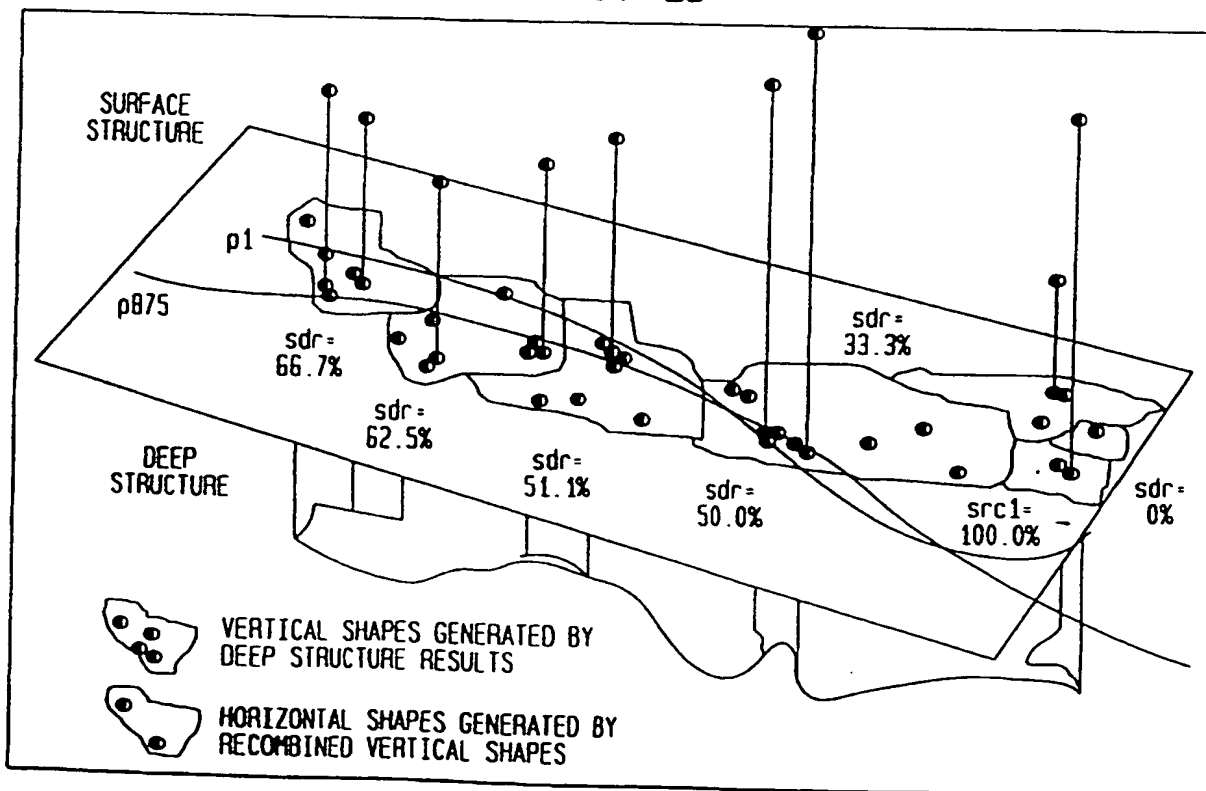 SURFACE
STRUCTURE
p1
p875
sdr=
66.7%
sdr=
62.5%
sdr=
51.1%
sdr=
50.0%
sdr=
33.3%
src1=
100.0%
sdr=
0%
DEEP
STRUCTURE
VERTICAL SHAPES GENERATED BY
DEEP STRUCTURE RESULTS
HORIZONTAL SHAPES GENERATED BY
RECOMBINED VERTICAL SHAPES